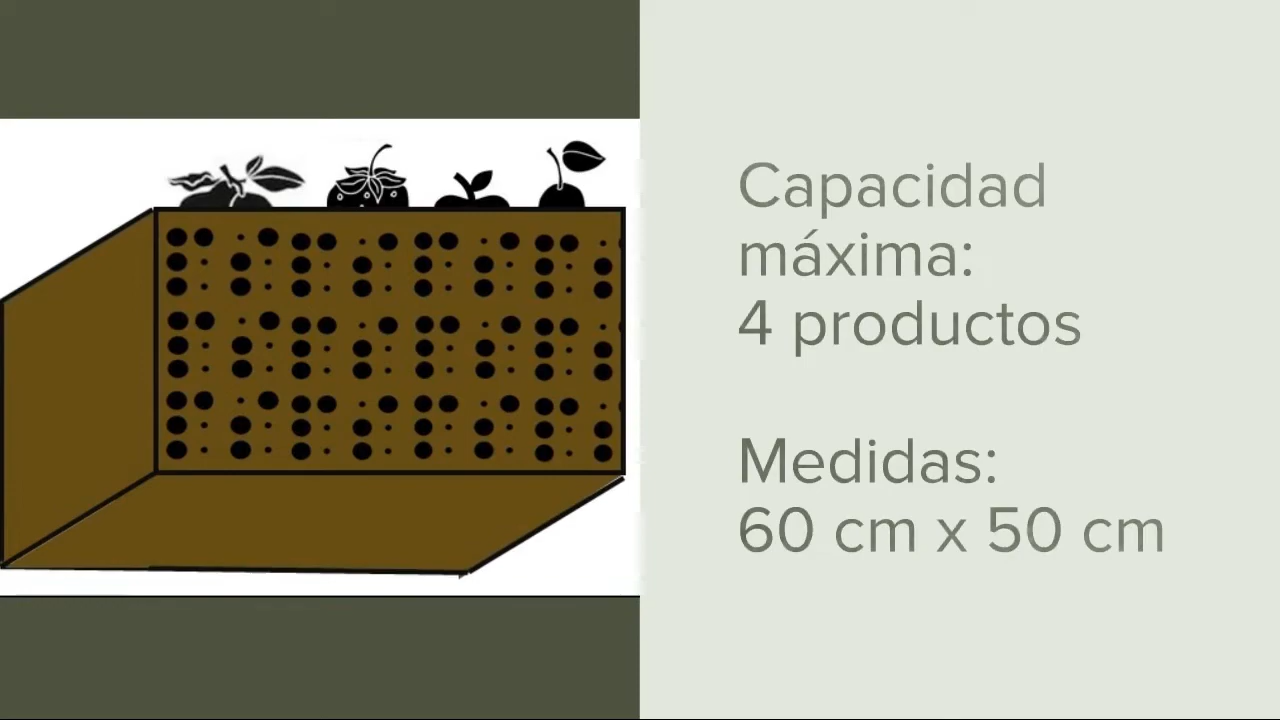 Capacidad
máxima:
4 productos
Medidas:
60 cm x 50 cm